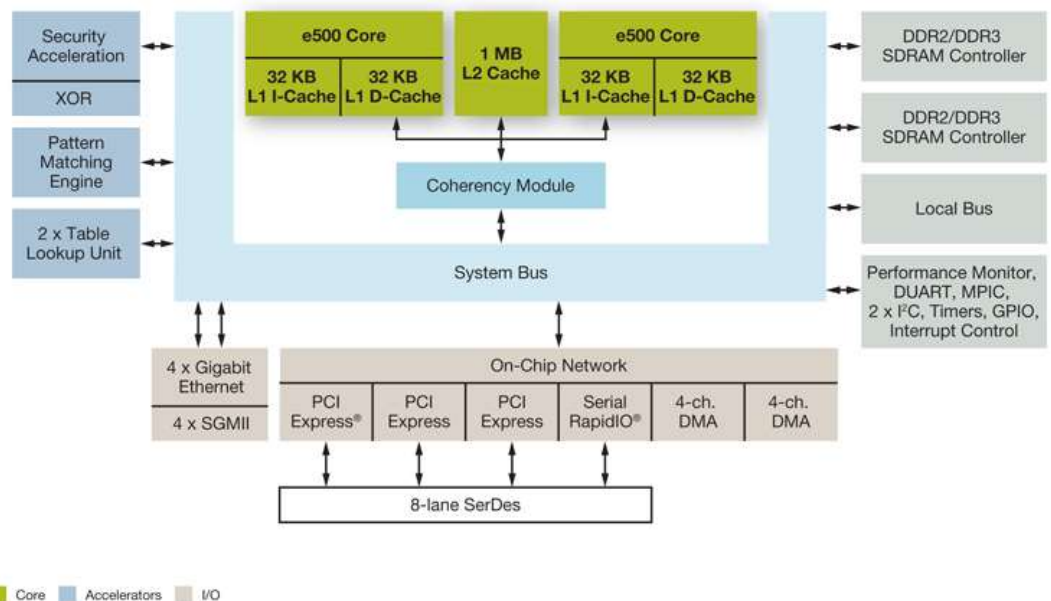 Security
Acceleration
XOR
Pattern
Matching
Engine
2 x Table
Lookup Unit
e500 Core
32 KB
L1 I-Cache
32 KB
L1 D-Cache
1 MB
L2 Cache
e500 Core
32 KB
L1 I-Cache
32 KB
L1 D-Cache
Coherency Module
System Bus
DDR2/DDR3
SDRAM Controller
DDR2/DDR3
SDRAM Controller
Local Bus
Performance Monitor,
DUART, MPIC,
2 x I²C, Timers, GPIO,
Interrupt Control
4 x Gigabit
Ethernet
4 x SGMII
On-Chip Network
PCI
Express®
PCI
Express
PCI
Express
Serial
RapidIO®
4-ch.
DMA
4-ch.
DMA
8-lane SerDes
Core
Accelerators
I/O